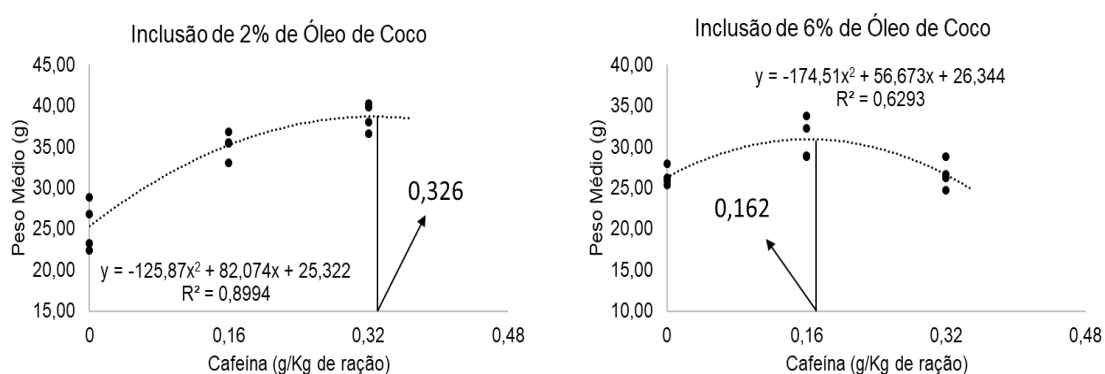 Inclusão de 2% de Óleo de Coco
Peso Médio (g)
45,00
40,00
35,00
30,00
25,00
20,00
15,00
0,326
y = -125,87x² + 82,074x + 25,322
R² = 0,8994
0
0,16
0,32
0,48
Cafeína (g/Kg de ração)
Inclusão de 6% de Óleo de Coco
Peso Médio (g)
40,00
35,00
30,00
25,00
20,00
15,00
10,00
y = -174,51x² + 56,673x + 26,344
R² = 0,6293
0,162
0
0,16
0,32
0,48
Cafeína (g/Kg de ração)